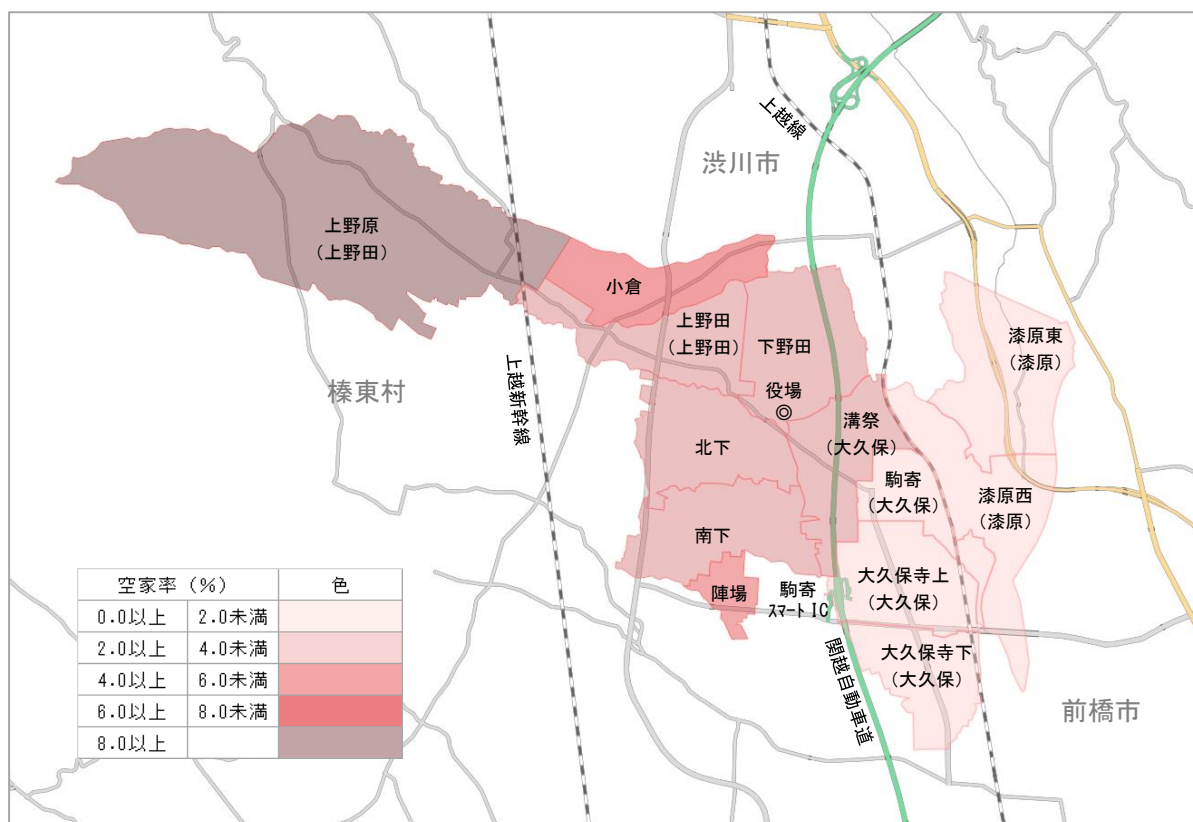 上越線
渋川市
上野原
(上野田)
小倉
上野田
(上野田)
下野田
漆原東
(漆原)
上越新幹線
榛東村
役場
溝祭
(大久保)
北下
駒寄
(大久保)
漆原西
(漆原)
南下
陣場
駒寄
スマートIC
大久保寺上
(大久保)
大久保寺下
(大久保)
関越自動車道
前橋市
空家率（%） 色
0.0以上 2.0未満
2.0以上 4.0未満
4.0以上 6.0未満
6.0以上 8.0未満
8.0以上